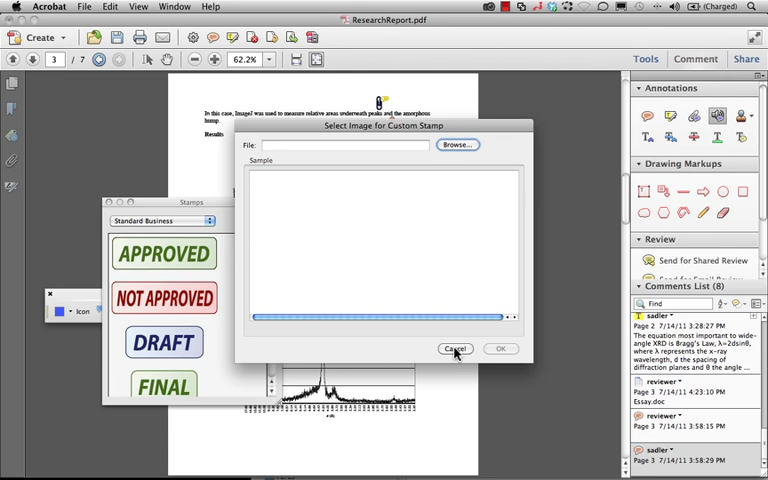 Acrobat File Edit View Window Help (Charged)
ResearchReport.pdf
Create
3 / 7 62.2% Tools Comment Share
Annotations
In this case, ImageJ was used to measure relative areas underneath peaks and the amorphous
hump.
Results
Select Image for Custom Stamp
File: Browse...
Sample
Cancel OK
Stamps
Standard Business
APPROVED
NOT APPROVED
DRAFT
FINAL
Icon
Drawing Markups
Review
Send for Shared Review
Comments List (8)
Find
sadler
Page 2 7/14/11 3:28:27 PM
The equation most important to wide-
angle XRD is Bragg's Law, λ=2dsinθ,
where λ represents the x-ray
wavelength, d the spacing of
diffraction planes and θ the angle ...
reviewer
Page 3 7/14/11 4:23:10 PM
Essay.doc
reviewer
Page 3 7/14/11 3:58:15 PM
sadler
Page 3 7/14/11 3:58:29 PM